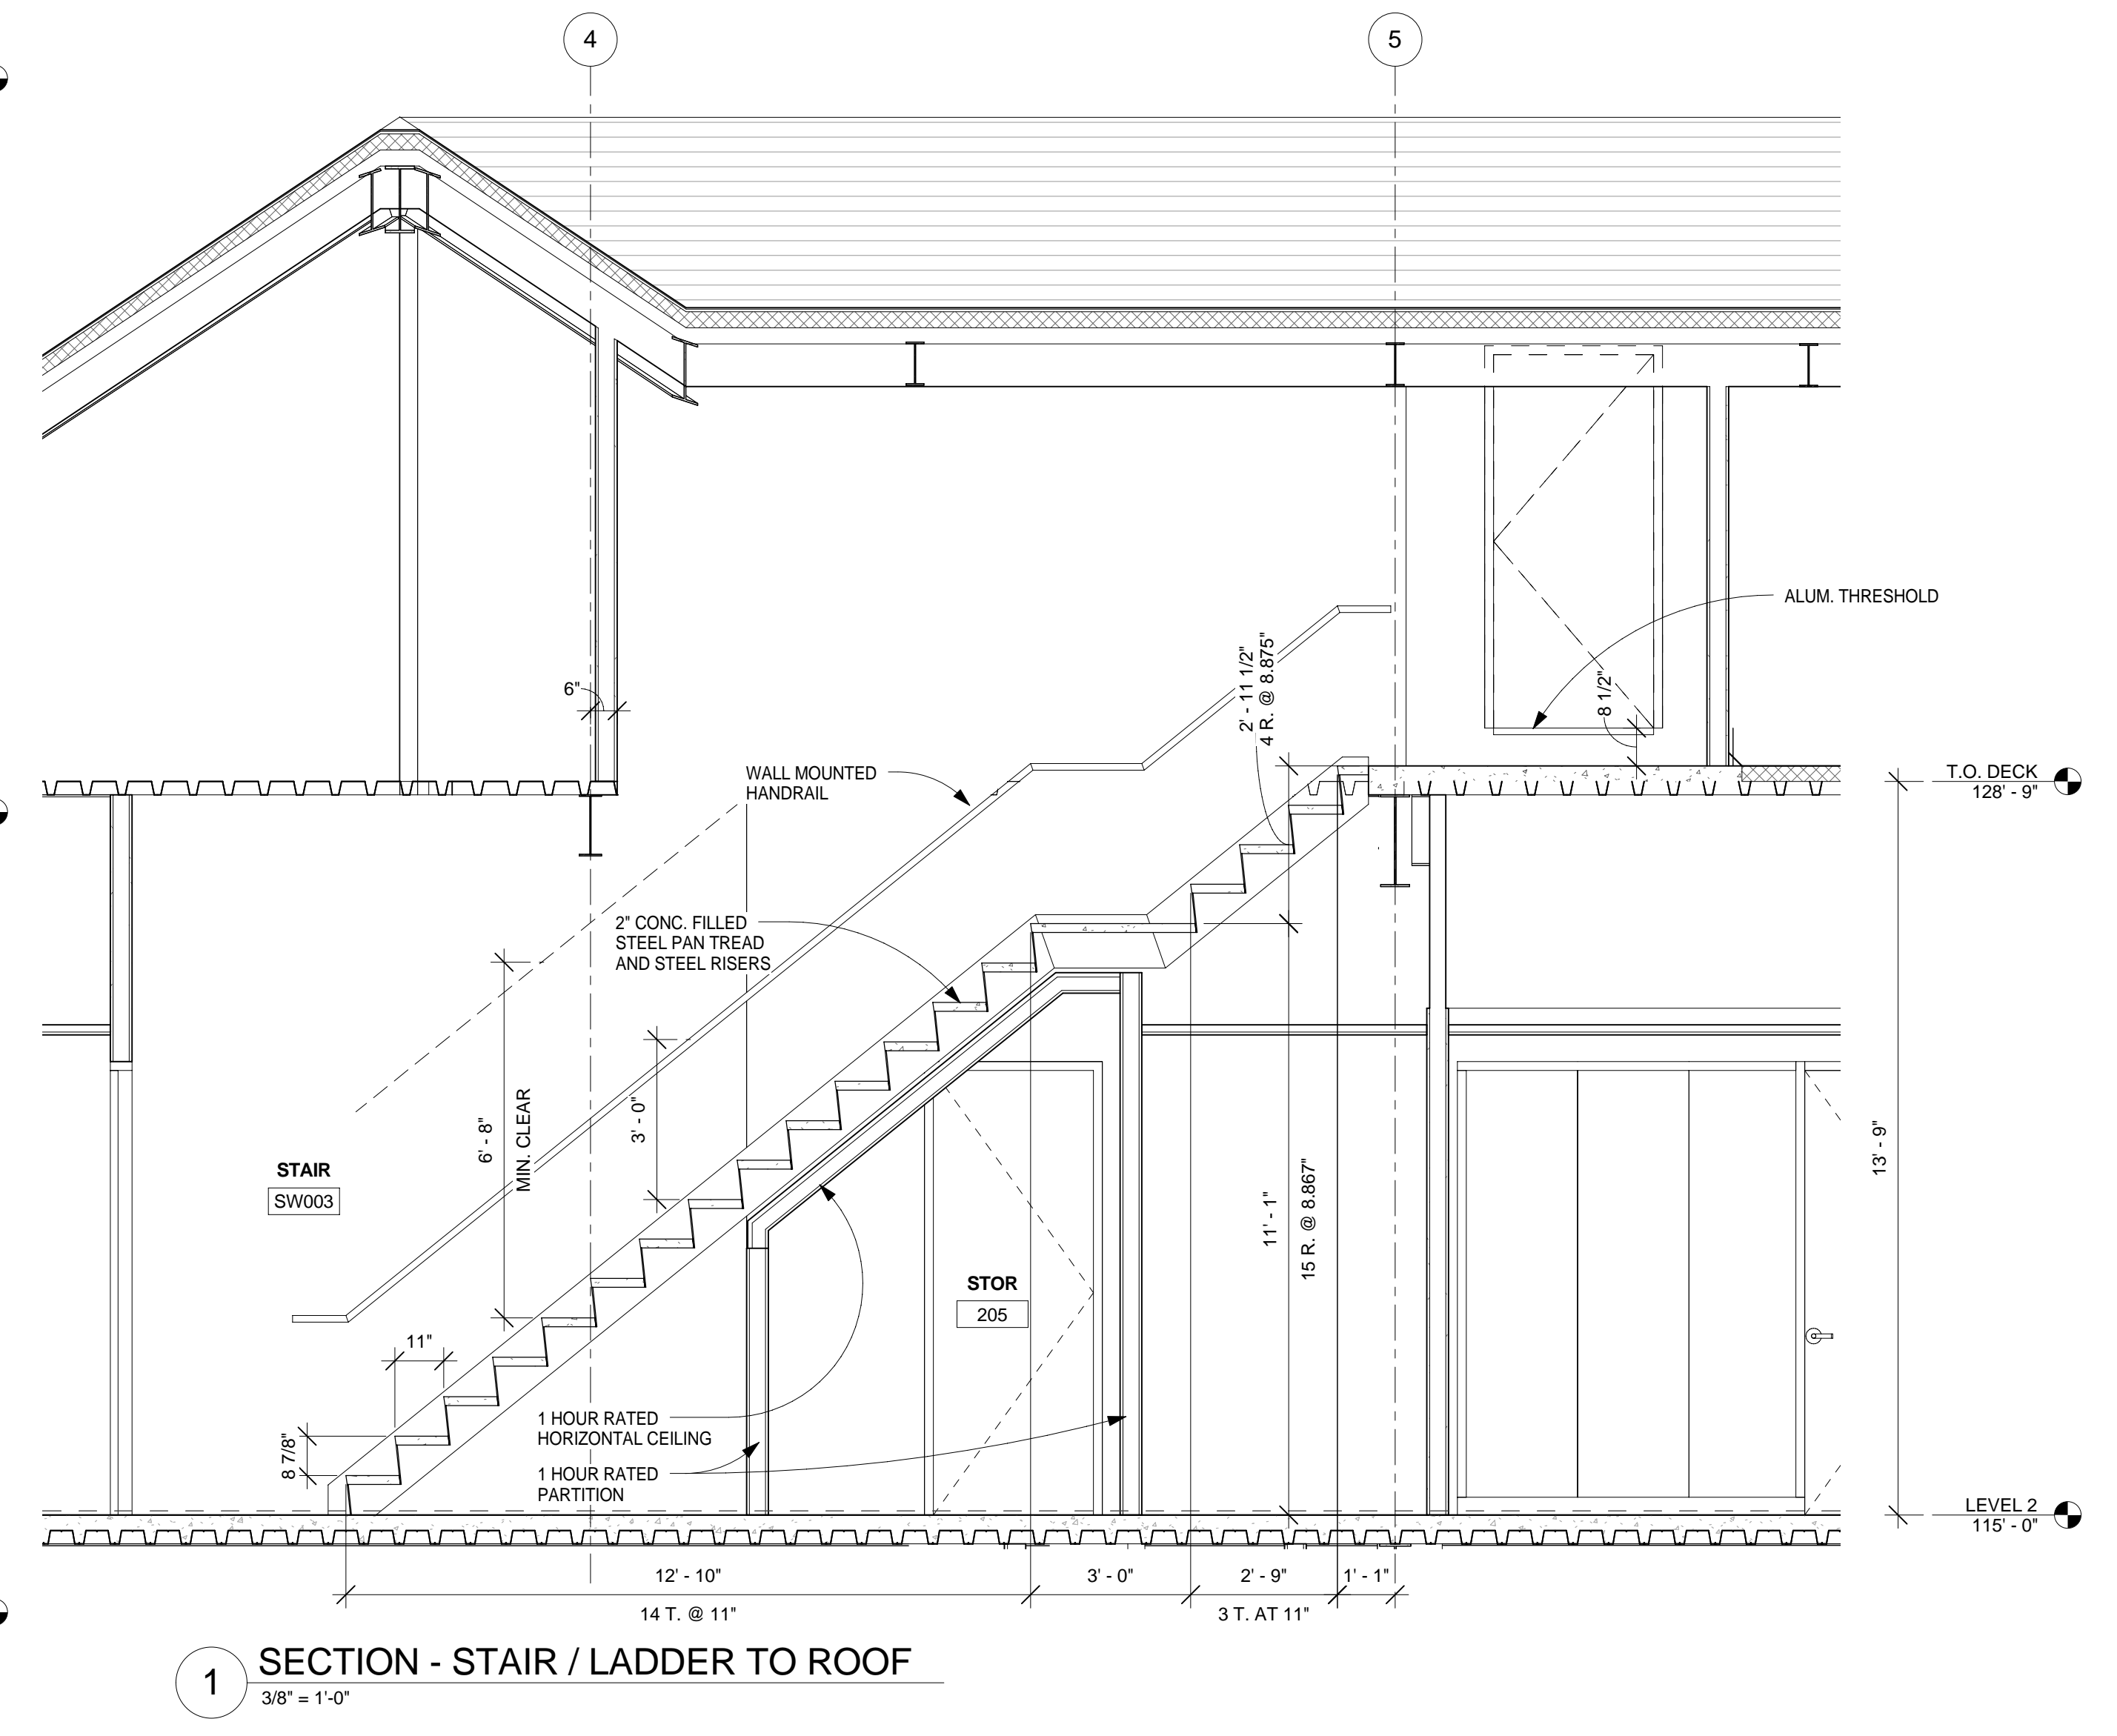 4
5
ALUM. THRESHOLD
2' - 11 1/2"
4 R. @ 8.875"
8 1/2"
6"
WALL MOUNTED
HANDRAIL
T.O. DECK
128' - 9"
2" CONC. FILLED
STEEL PAN TREAD
AND STEEL RISERS
6' - 8"
MIN. CLEAR
3' - 0"
STAIR
SW003
11' - 1"
15 R. @ 8.867"
13' - 9"
STOR
205
11"
8 7/8"
1 HOUR RATED
HORIZONTAL CEILING
1 HOUR RATED
PARTITION
LEVEL 2
115' - 0"
12' - 10"
3' - 0"
2' - 9"
1' - 1"
14 T. @ 11"
3 T. AT 11"
1
SECTION - STAIR / LADDER TO ROOF
3/8" = 1'-0"